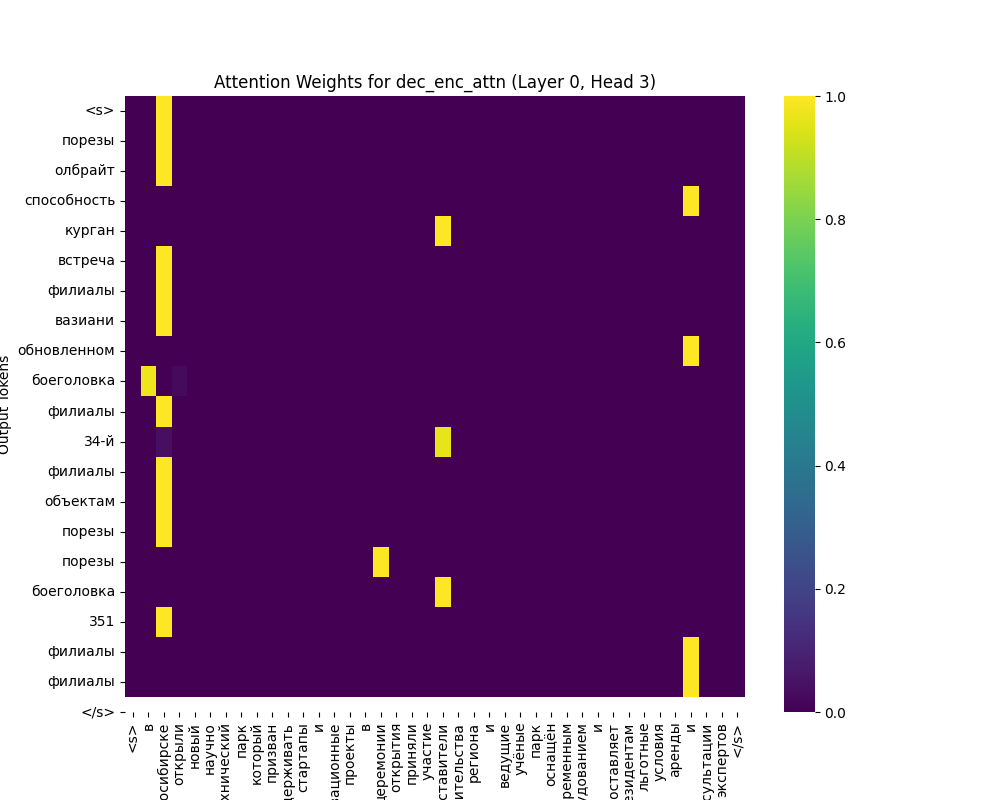 Attention Weights for dec_enc_attn (Layer 0, Head 3)
<s>
порезы
олбрайт
способность
курган
встреча
филиалы
вазиани
обновленном
боеголовка
филиалы
34-й
филиалы
объектам
порезы
порезы
боеголовка
351
филиалы
филиалы
</s>
Output Tokens
<s>
в
осибирске
открыли
новый
научно
хнический
парк
который
призван
держивать
стартапы
и
зационные
проекты
в
церемонии
открытия
приняли
участие
ставители
ительства
региона
и
ведущие
учёные
парк
оснащён
ременным
удованием
и
оставляет
езидентам
льготные
условия
аренды
и
сультации
экспертов
</s>
1.0
0.8
0.6
0.4
0.2
0.0